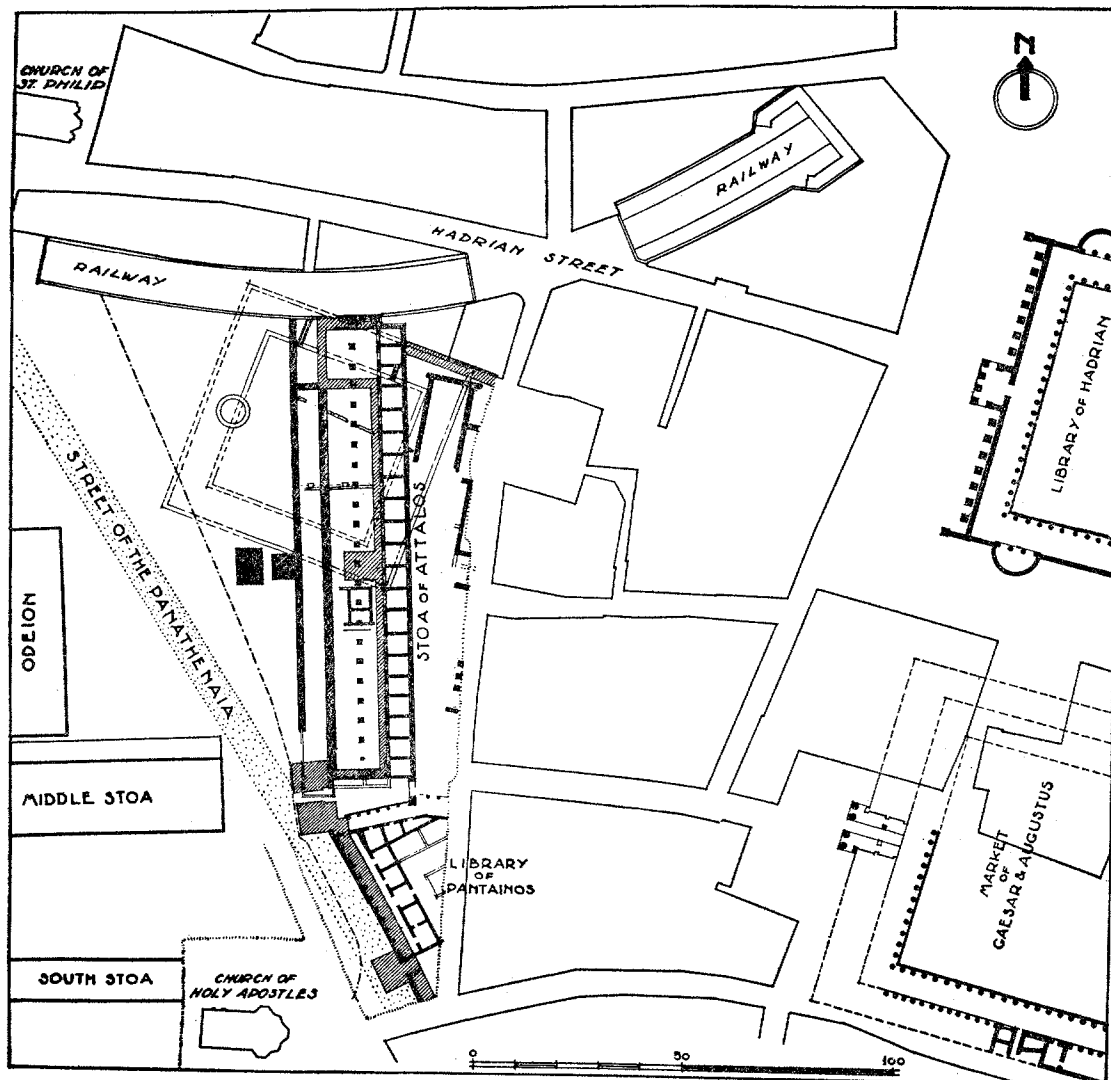 N
CHURCH OF
ST. PHILIP
RAILWAY
HADRIAN STREET
RAILWAY
LIBRARY OF HADRIAN
STREET OF THE PANATHENAIA
STOA OF ATTALOS
ODEION
MIDDLE STOA
LIBRARY
OF
PANTAINOS
MARKET
OF
CAESAR & AUGUSTUS
SOUTH STOA
CHURCH OF
HOLY APOSTLES
0 50 100